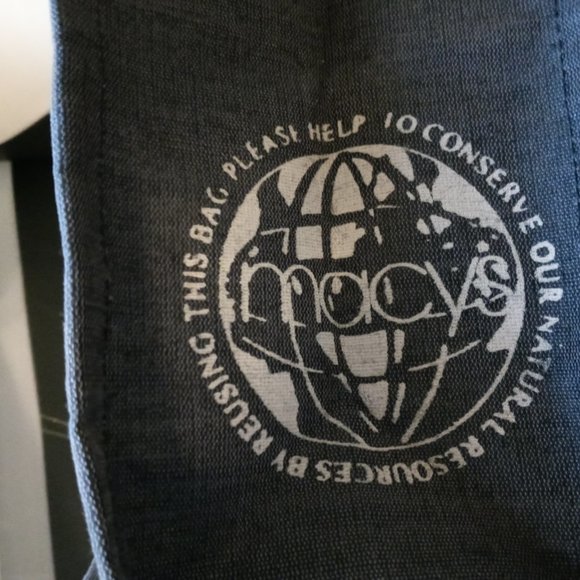 PLEASE HELP TO CONSERVE OUR NATURAL RESOURCES BY REUSING THIS BAG,
macy's